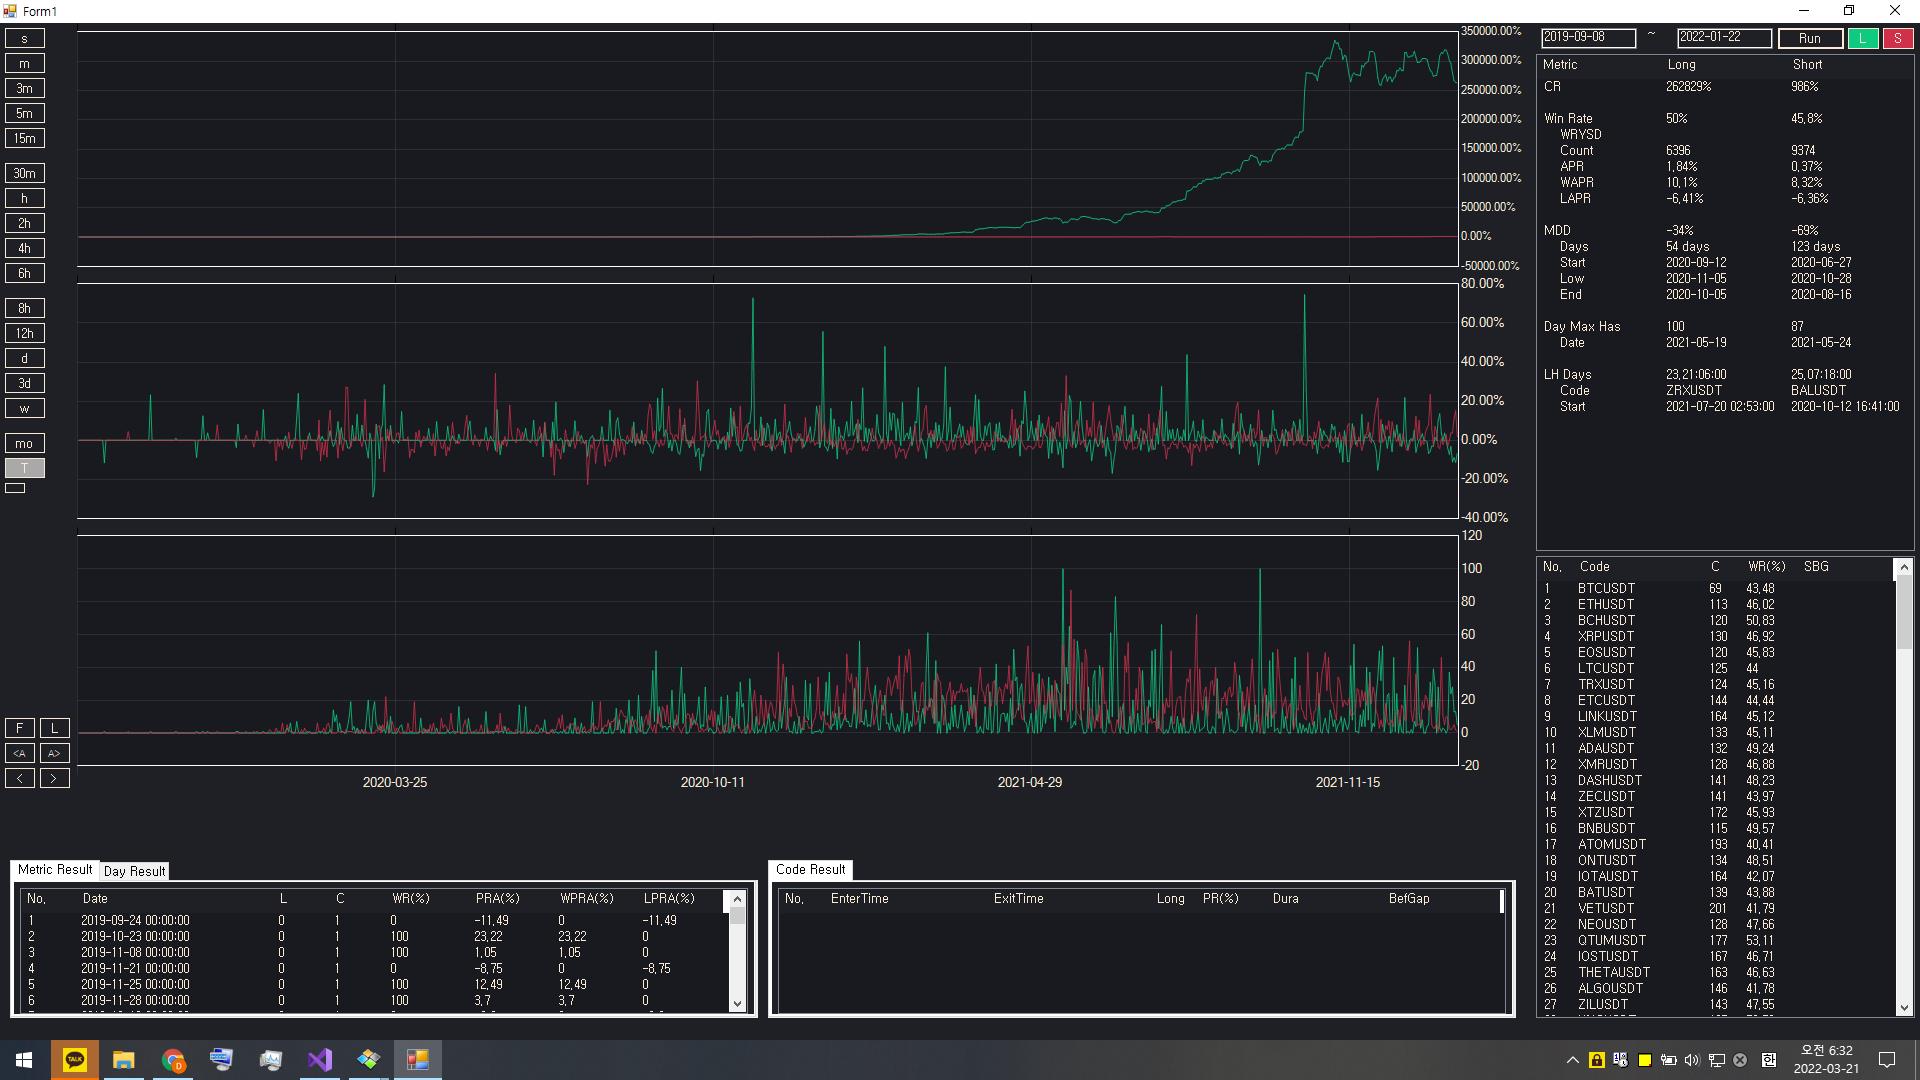 Form1
s
m
3m
5m
15m
30m
h
2h
4h
6h
8h
12h
d
3d
w
mo
T
F L
<A A>
< >
350000.00%
300000.00%
250000.00%
200000.00%
150000.00%
100000.00%
50000.00%
0.00%
-50000.00%
80.00%
60.00%
40.00%
20.00%
0.00%
-20.00%
-40.00%
120
100
80
60
40
20
0
-20
2020-03-25 2020-10-11 2021-04-29 2021-11-15
2019-09-08 ~ 2022-01-22 Run L S
Metric Long Short
CR 262829% 986%
Win Rate 50% 45,8%
WRYSD
Count 6396 9374
APR 1,84% 0,37%
WAPR 10,1% 8,32%
LAPR -6,41% -6,36%
MDD -34% -69%
Days 54 days 123 days
Start 2020-09-12 2020-06-27
Low 2020-11-05 2020-10-28
End 2020-10-05 2020-08-16
Day Max Has 100 87
Date 2021-05-19 2021-05-24
LH Days 23,21:06:00 25,07:18:00
Code ZRXUSDT BALUSDT
Start 2021-07-20 02:53:00 2020-10-12 16:41:00
No, Code C WR(%) SBG
1 BTCUSDT 69 43,48
2 ETHUSDT 113 46,02
3 BCHUSDT 120 50,83
4 XRPUSDT 130 46,92
5 EOSUSDT 120 45,83
6 LTCUSDT 125 44
7 TRXUSDT 124 45,16
8 ETCUSDT 144 44,44
9 LINKUSDT 164 45,12
10 XLMUSDT 133 45,11
11 ADAUSDT 132 49,24
12 XMRUSDT 128 46,88
13 DASHUSDT 141 48,23
14 ZECUSDT 141 43,97
15 XTZUSDT 172 45,93
16 BNBUSDT 115 49,57
17 ATOMUSDT 193 40,41
18 ONTUSDT 134 48,51
19 IOTAUSDT 164 42,07
20 BATUSDT 139 43,88
21 VETUSDT 201 41,79
22 NEOUSDT 128 47,66
23 QTUMUSDT 177 53,11
24 IOSTUSDT 167 46,71
25 THETAUSDT 163 46,63
26 ALGOUSDT 146 41,78
27 ZILUSDT 143 47,55
Metric Result Day Result
No, Date L C WR(%) PRA(%) WPRA(%) LPRA(%)
1 2019-09-24 00:00:00 0 1 0 -11,49 0 -11,49
2 2019-10-23 00:00:00 0 1 100 23,22 23,22 0
3 2019-11-08 00:00:00 0 1 100 1,05 1,05 0
4 2019-11-21 00:00:00 0 1 0 -8,75 0 -8,75
5 2019-11-25 00:00:00 0 1 100 12,49 12,49 0
6 2019-11-28 00:00:00 0 1 100 3,7 3,7 0
Code Result
No, EnterTime ExitTime Long PR(%) Dura BefGap
TALK
오전 6:32
2022-03-21